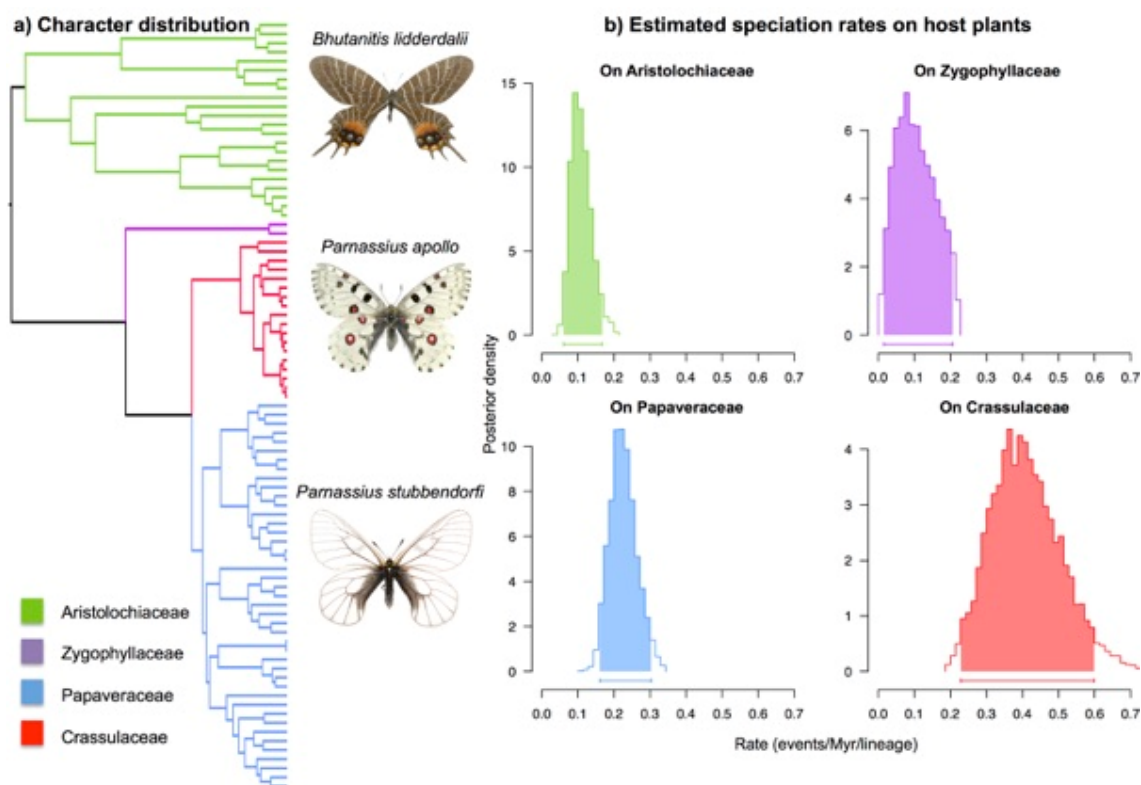 a) Character distribution
Bhutanitis lidderdalii
Parnassius apollo
Parnassius stubbendorfi
Aristolochiaceae
Zygophyllaceae
Papaveraceae
Crassulaceae
b) Estimated speciation rates on host plants
On Aristolochiaceae
15
10
5
0
0.0 0.1 0.2 0.3 0.4 0.5 0.6 0.7
On Zygophyllaceae
6
4
2
0
0.0 0.1 0.2 0.3 0.4 0.5 0.6 0.7
Posterior density
On Papaveraceae
10
8
6
4
2
0
0.0 0.1 0.2 0.3 0.4 0.5 0.6 0.7
On Crassulaceae
4
3
2
1
0
0.0 0.1 0.2 0.3 0.4 0.5 0.6 0.7
Rate (events/Myr/lineage)